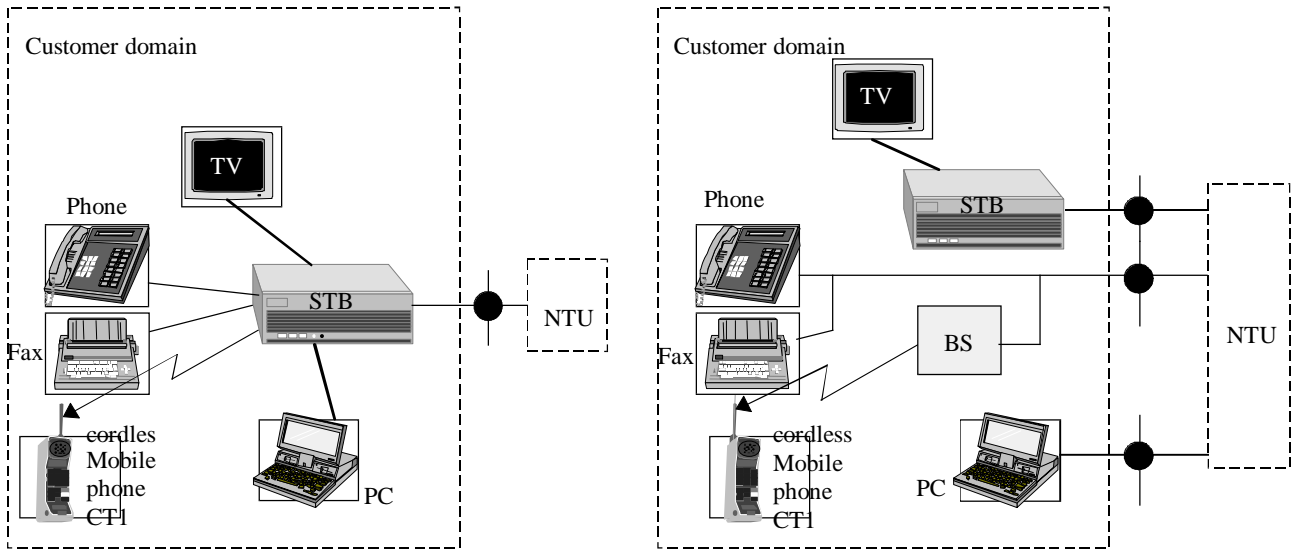 Customer domain
TV
Phone
STB
NTU
Fax
cordles
Mobile
phone
CT1
PC
Customer domain
TV
STB
Phone
NTU
BS
Fax
cordless
Mobile
phone
CT1
PC